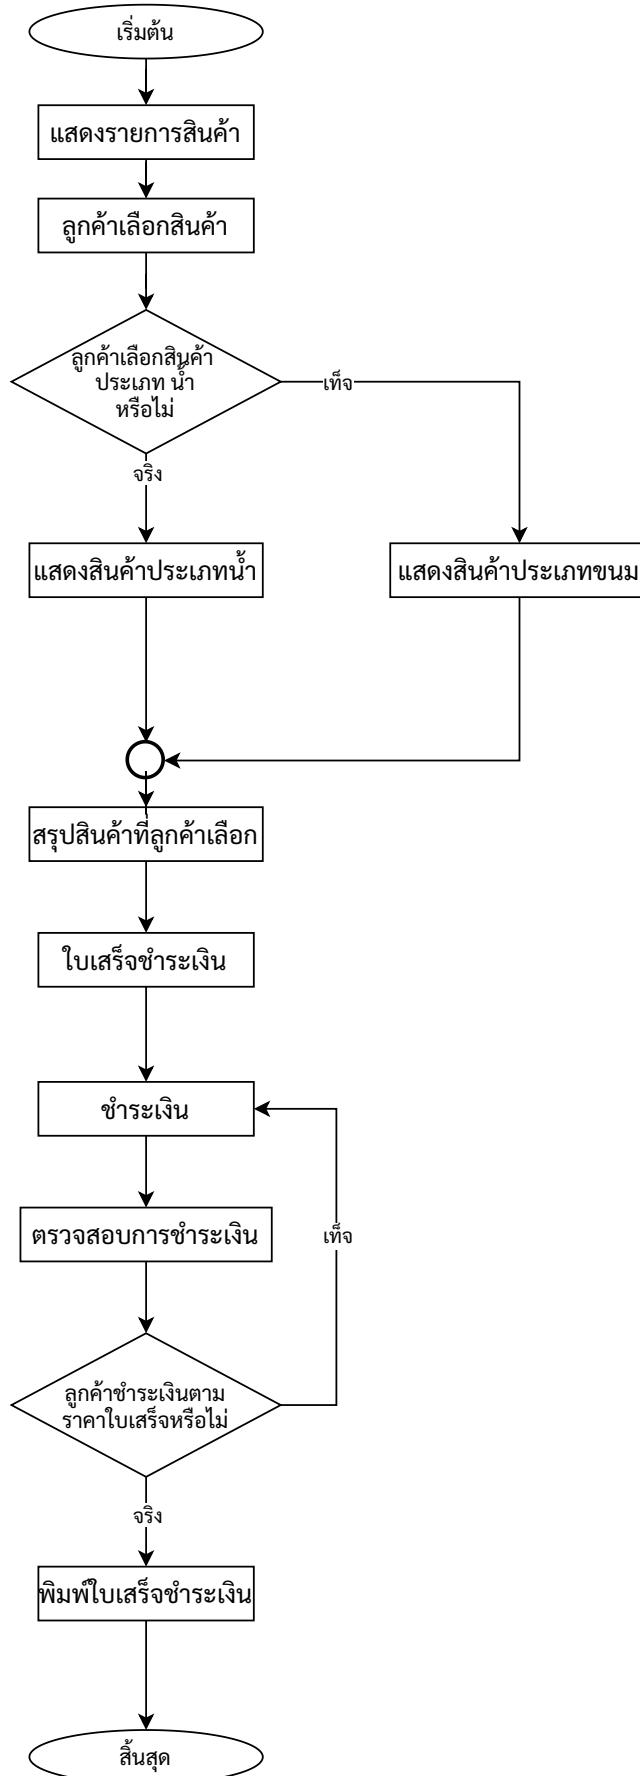 เริ่มต้น
แสดงรายการสินค้า
ลูกค้าเลือกสินค้า
ลูกค้าเลือกสินค้า
ประเภท น้ำ
หรือไม่
เท็จ
จริง
แสดงสินค้าประเภทน้ำ
แสดงสินค้าประเภทขนม
สรุปสินค้าที่ลูกค้าเลือก
ใบเสร็จชำระเงิน
ชำระเงิน
ตรวจสอบการชำระเงิน
เท็จ
ลูกค้าชำระเงินตาม
ราคาใบเสร็จหรือไม่
จริง
พิมพ์ใบเสร็จชำระเงิน
สิ้นสุด